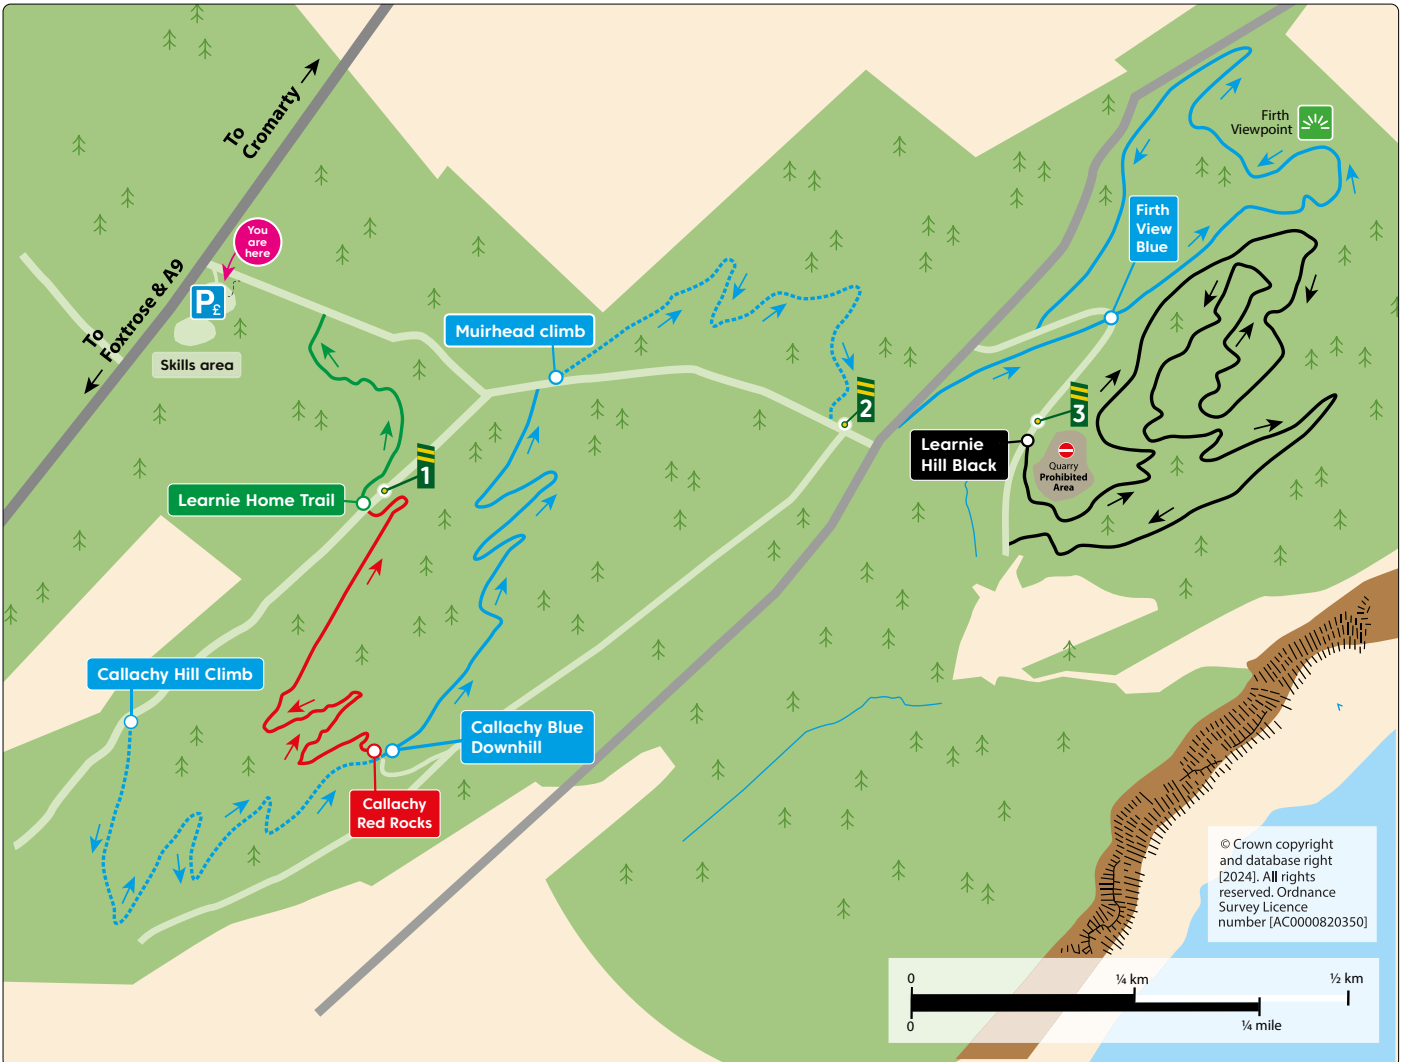 To
Cromarty
You
are
here
To
Foxtrose & A9
P£
Skills area
Firth
Viewpoint
Firth
View
Blue
Muirhead climb
2
3
Learnie
Hill Black
Quarry
Prohibited
Area
1
Learnie Home Trail
Callachy Hill Climb
Callachy Blue
Downhill
Callachy
Red Rocks
© Crown copyright
and database right
[2024]. All rights
reserved. Ordnance
Survey Licence
number [AC0000820350]
0 ¼ km ½ km
0 ¼ mile